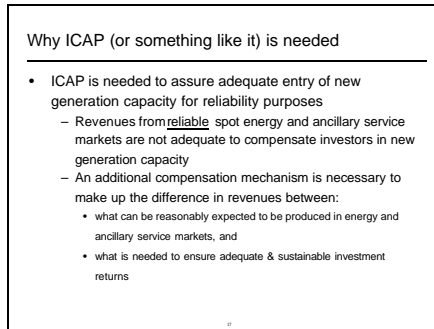 Why ICAP (or something like it) is needed
• ICAP is needed to assure adequate entry of new
generation capacity for reliability purposes
– Revenues from reliable spot energy and ancillary service
markets are not adequate to compensate investors in new
generation capacity
– An additional compensation mechanism is necessary to
make up the difference in revenues between:
• what can be reasonably expected to be produced in energy and
ancillary service markets, and
• what is needed to ensure adequate & sustainable investment
returns